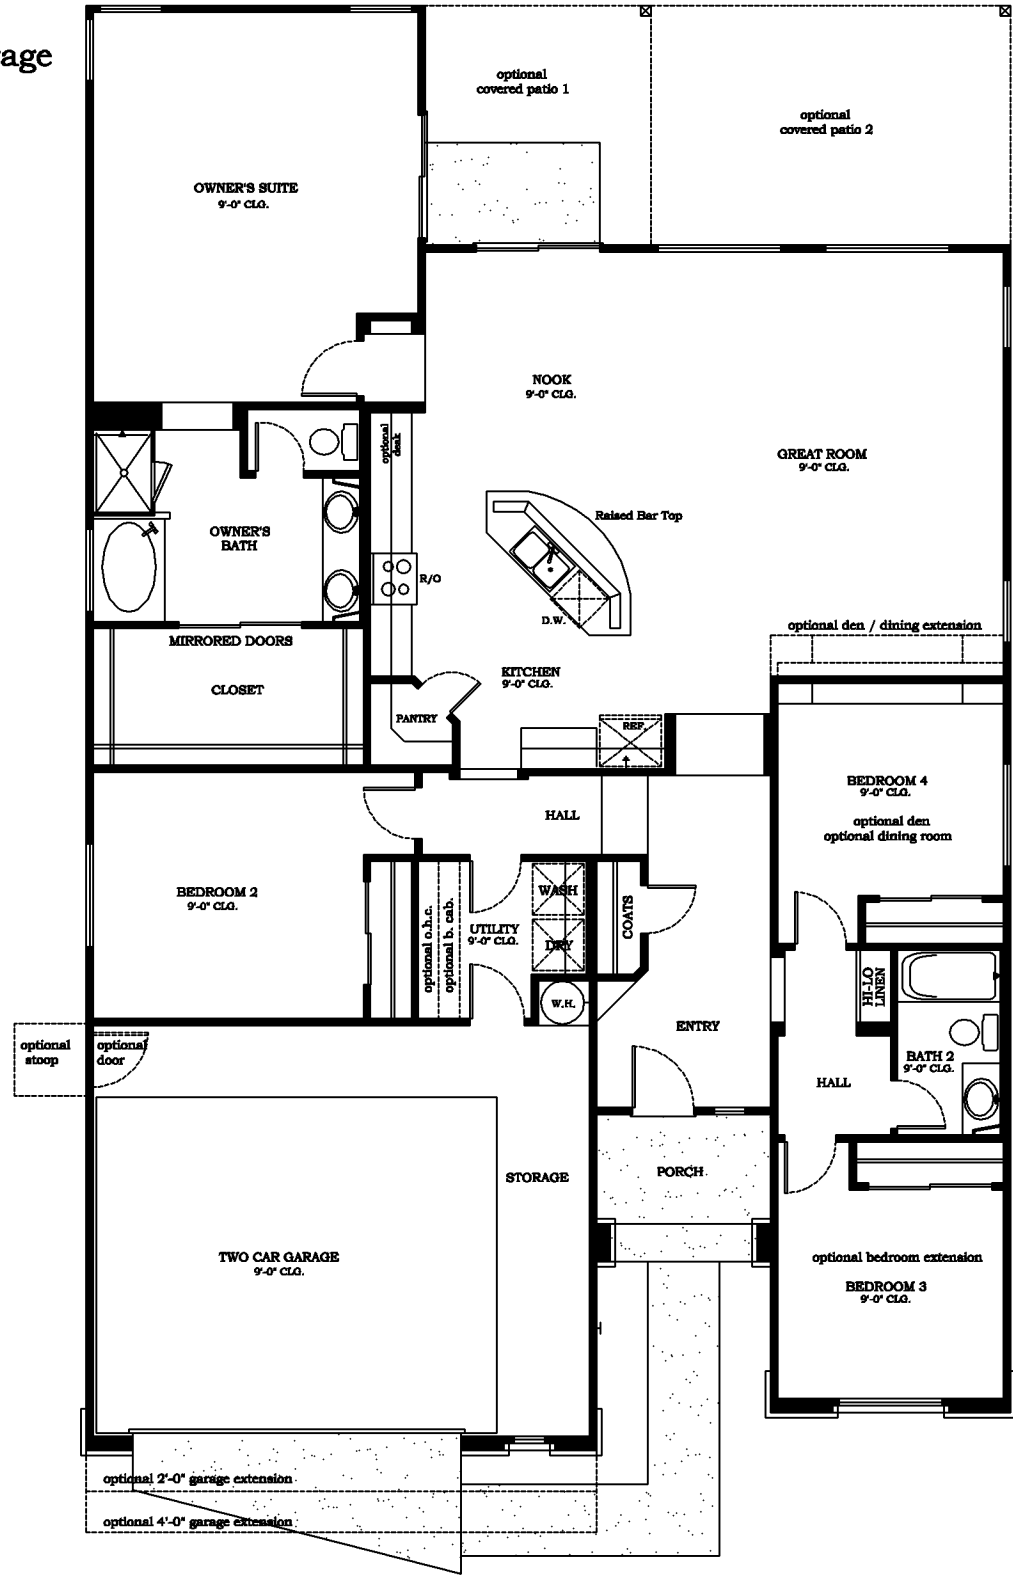 age
optional
covered patio 1
optional
covered patio 2
OWNER'S SUITE
9'-0" CLG.
NOOK
9'-0" CLG.
optional
desk
GREAT ROOM
9'-0" CLG.
Raised Bar Top
OWNER'S
BATH
R/O
D.W.
optional den / dining extension
MIRRORED DOORS
KITCHEN
9'-0" CLG.
CLOSET
PANTRY
REF.
BEDROOM 4
9'-0" CLG.
optional den
optional dining room
HALL
BEDROOM 2
9'-0" CLG.
optional o.h.c.
optional b. cab.
UTILITY
9'-0" CLG.
WASH
DRY
COATS
W.H.
HI-LO
LINEN
ENTRY
optional
stoop
optional
door
BATH 2
9'-0" CLG.
HALL
STORAGE
PORCH
TWO CAR GARAGE
9'-0" CLG.
optional bedroom extension
BEDROOM 3
9'-0" CLG.
optional 2'-0" garage extension
optional 4'-0" garage extension